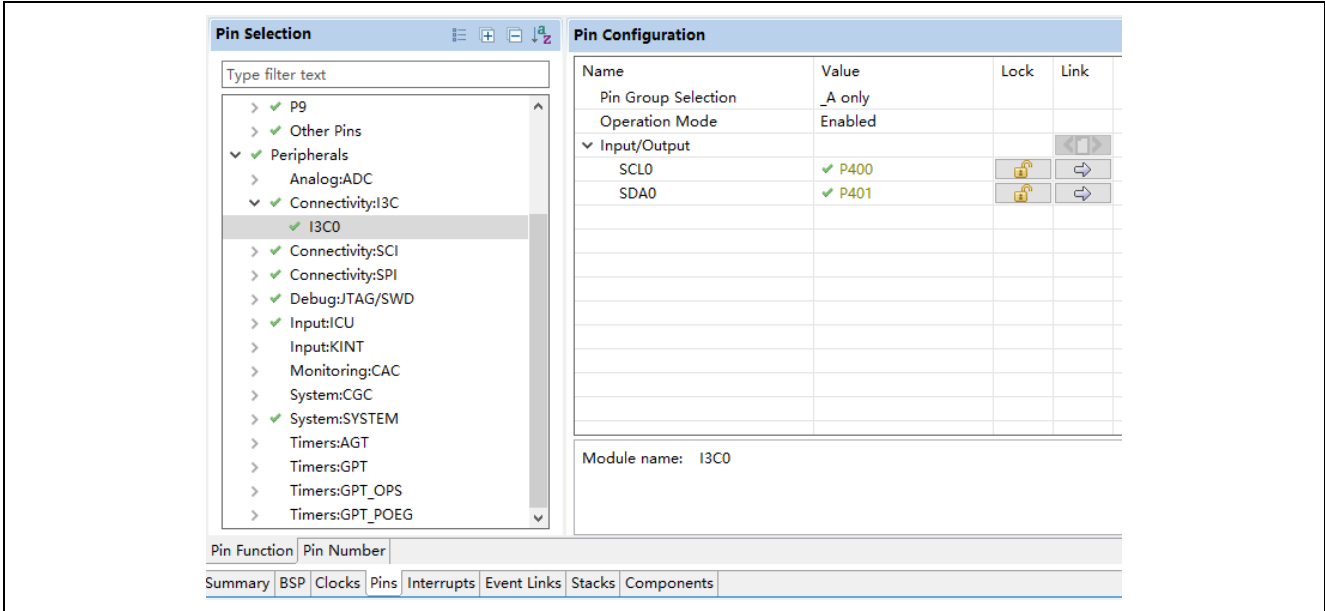 Pin Selection
Type filter text
P9
Other Pins
Peripherals
Analog:ADC
Connectivity:I3C
I3C0
Connectivity:SCI
Connectivity:SPI
Debug:JTAG/SWD
Input:ICU
Input:KINT
Monitoring:CAC
System:CGC
System:SYSTEM
Timers:AGT
Timers:GPT
Timers:GPT_OPS
Timers:GPT_POEG
Pin Configuration
Name Value Lock Link
Pin Group Selection _A only
Operation Mode Enabled
Input/Output
SCL0 P400
SDA0 P401
Module name: I3C0
Pin Function Pin Number
Summary BSP Clocks Pins Interrupts Event Links Stacks Components